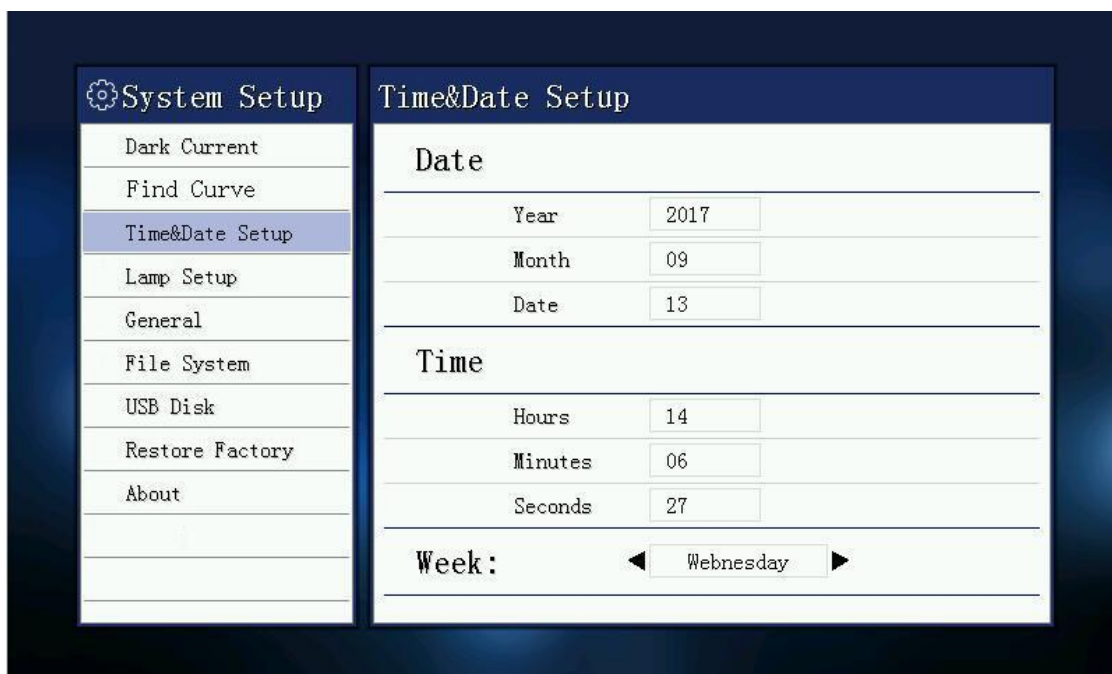 System Setup
Dark Current
Find Curve
Time&Date Setup
Lamp Setup
General
File System
USB Disk
Restore Factory
About
Time&Date Setup
Date
Year 2017
Month 09
Date 13
Time
Hours 14
Minutes 06
Seconds 27
Week: Webnesday